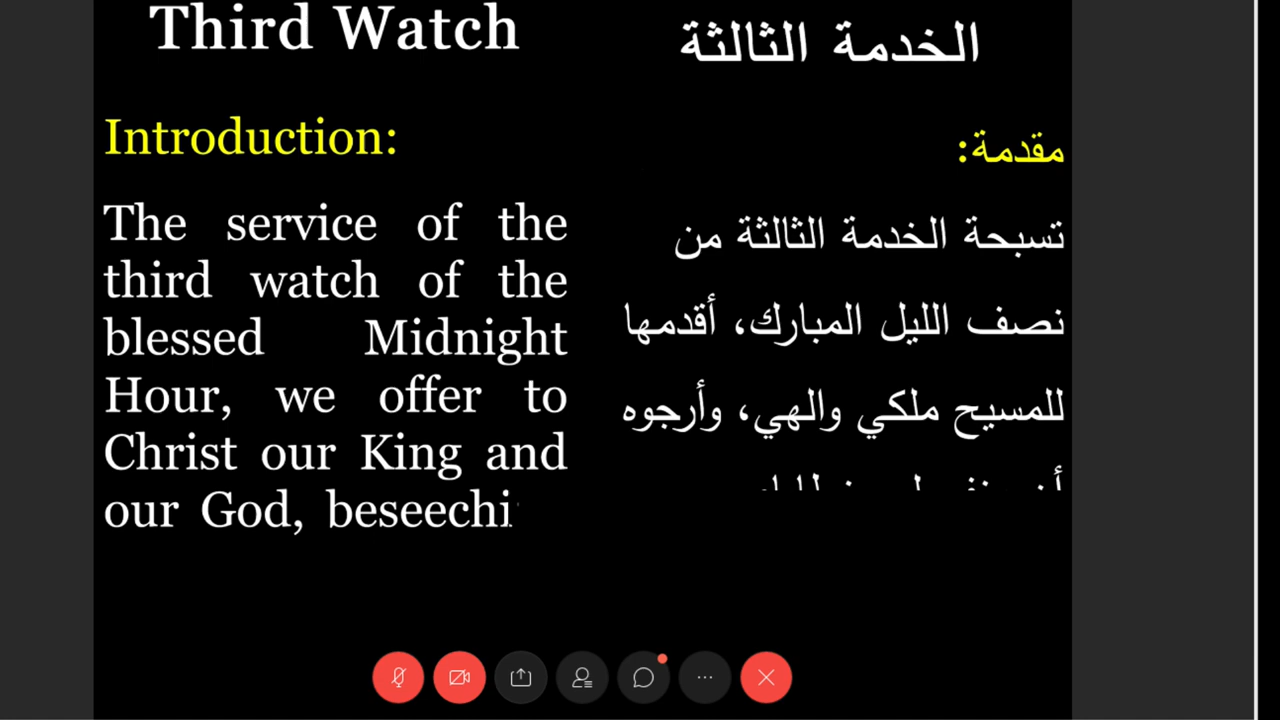 Third Watch
Introduction:
The service of the
third watch of the
blessed Midnight
Hour, we offer to
Christ our King and
our God,
الخدمة الثالثة
مقدمة:
تسبحة الخدمة الثالثة من
نصف الليل المبارك، أقدمها
للمسيح ملكي والهي، وأرجوه